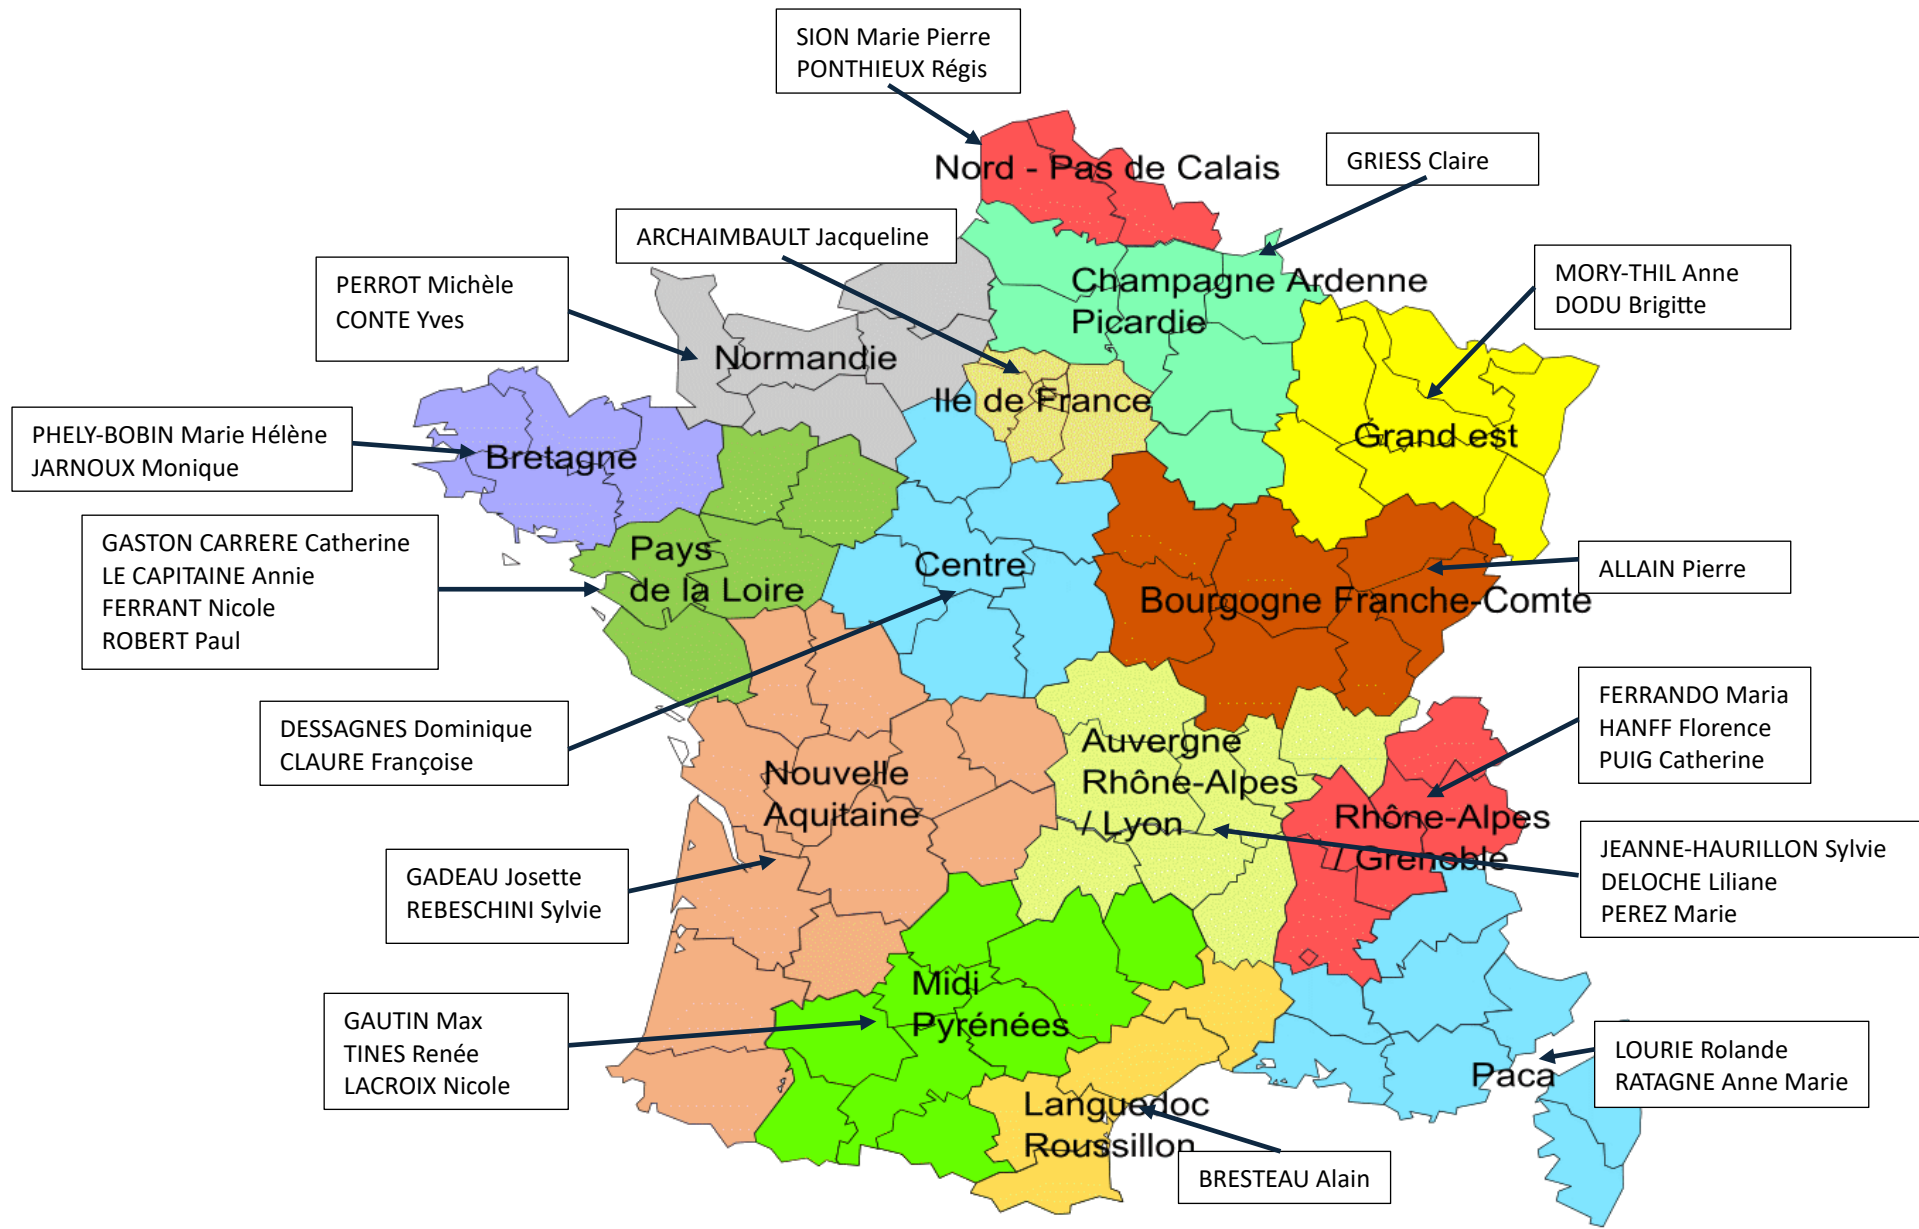 SION Marie Pierre
PONTHIEUX Régis
Nord - Pas de Calais
GRIESS Claire
ARCHAIMBAULT Jacqueline
PERROT Michèle
CONTE Yves
Champagne Ardenne
Picardie
MORY-THIL Anne
DODU Brigitte
Normandie
Ile de France
Grand est
PHELY-BOBIN Marie Hélène
JARNOUX Monique
Bretagne
GASTON CARRERE Catherine
LE CAPITAINE Annie
FERRANT Nicole
ROBERT Paul
Pays
de la Loire
Centre
Bourgogne Franche-Comte
ALLAIN Pierre
DESSAGNES Dominique
CLAURE Françoise
FERRANDO Maria
HANFF Florence
PUIG Catherine
Nouvelle
Aquitaine
Auvergne
Rhône-Alpes
/ Lyon
Rhône-Alpes
/ Grenoble
GADEAU Josette
REBESCHINI Sylvie
JEANNE-HAURILLON Sylvie
DELOCHE Liliane
PEREZ Marie
GAUTIN Max
TINES Renée
LACROIX Nicole
Midi
Pyrénées
Paca
LOURIE Rolande
RATAGNE Anne Marie
Languedoc
Roussillon
BRESTEAU Alain